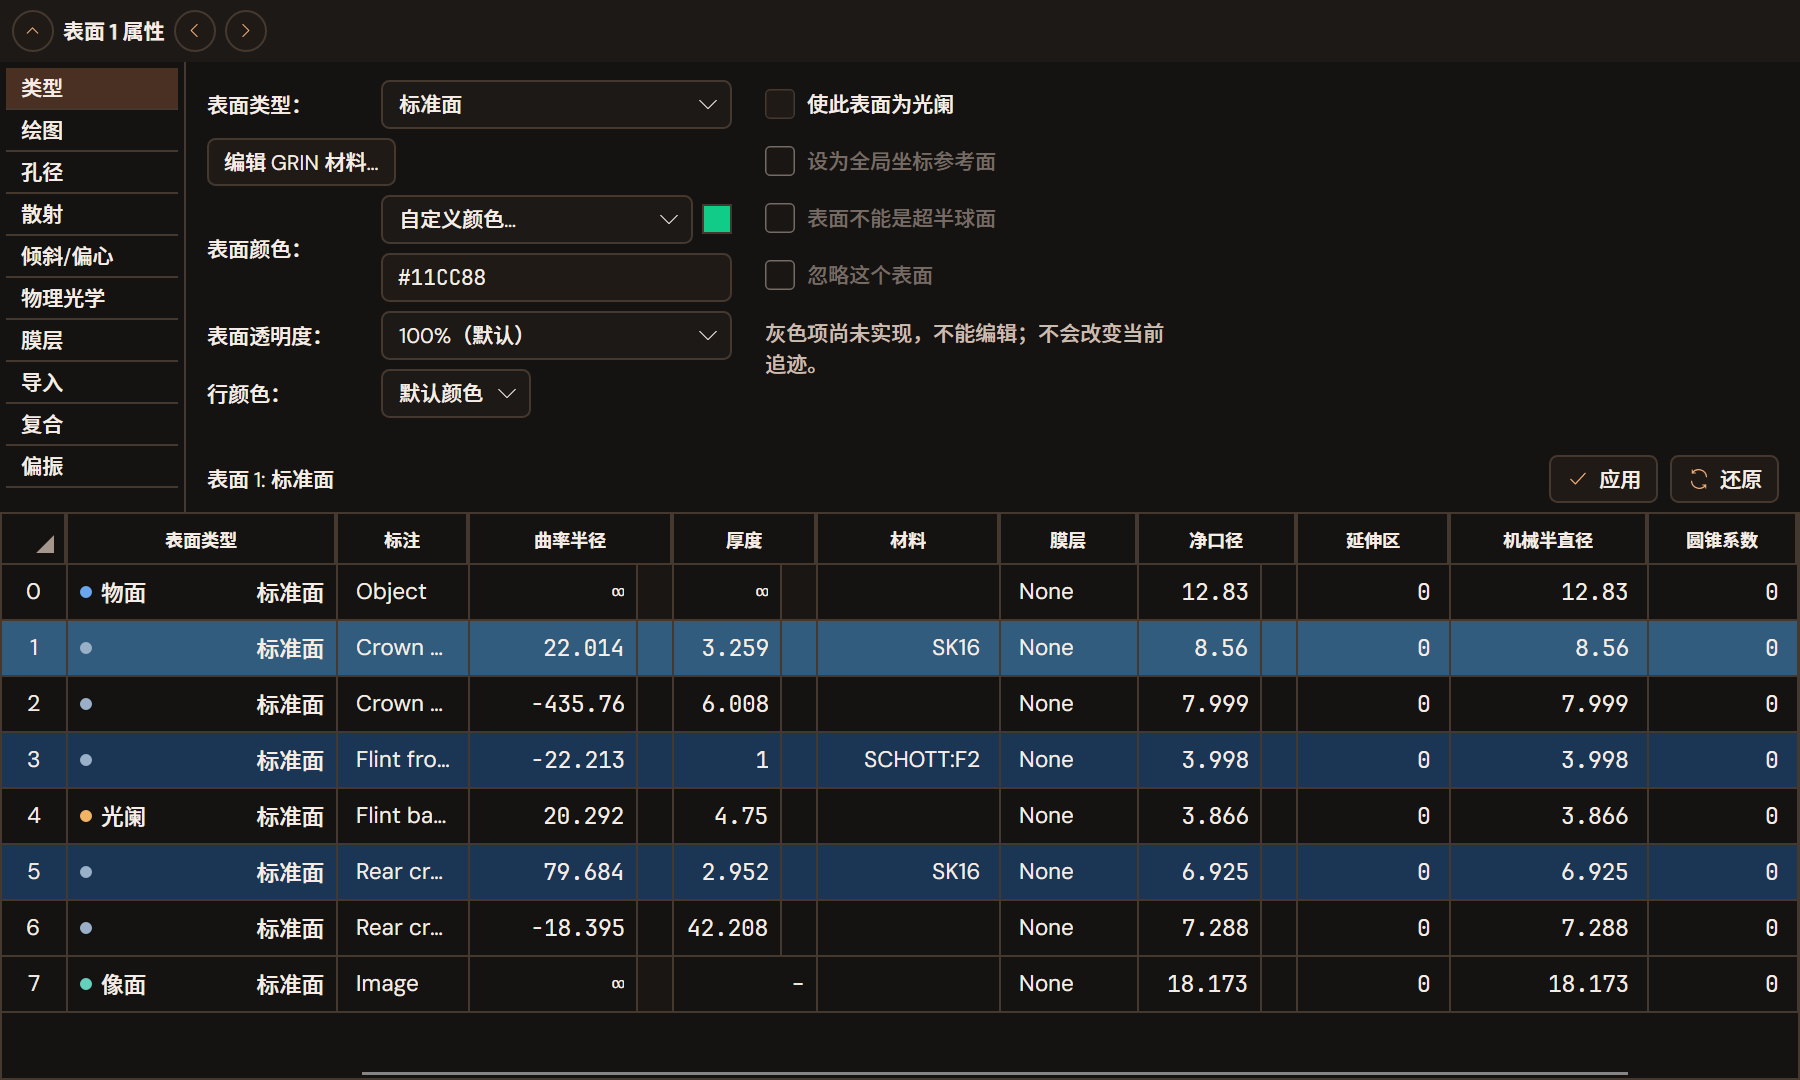 表面 1 属性
类型
绘图
孔径
散射
倾斜/偏心
物理光学
膜层
导入
复合
偏振
表面类型： 标准面
编辑 GRIN 材料...
表面颜色： 自定义颜色...
#11CC88
表面透明度： 100%（默认）
行颜色： 默认颜色
使此表面为光阑
设为全局坐标参考面
表面不能是超半球面
忽略这个表面
灰色项尚未实现，不能编辑；不会改变当前
追迹。
表面 1: 标准面 应用 还原
表面类型 标注 曲率半径 厚度 材料 膜层 净口径 延伸区 机械半直径 圆锥系数
0 物面 标准面 Object ∞ ∞ None 12.83 0 12.83 0
1 标准面 Crown ... 22.014 3.259 SK16 None 8.56 0 8.56 0
2 标准面 Crown ... -435.76 6.008 None 7.999 0 7.999 0
3 标准面 Flint fro... -22.213 1 SCHOTT:F2 None 3.998 0 3.998 0
4 光阑 标准面 Flint ba... 20.292 4.75 None 3.866 0 3.866 0
5 标准面 Rear cr... 79.684 2.952 SK16 None 6.925 0 6.925 0
6 标准面 Rear cr... -18.395 42.208 None 7.288 0 7.288 0
7 像面 标准面 Image ∞ – None 18.173 0 18.173 0